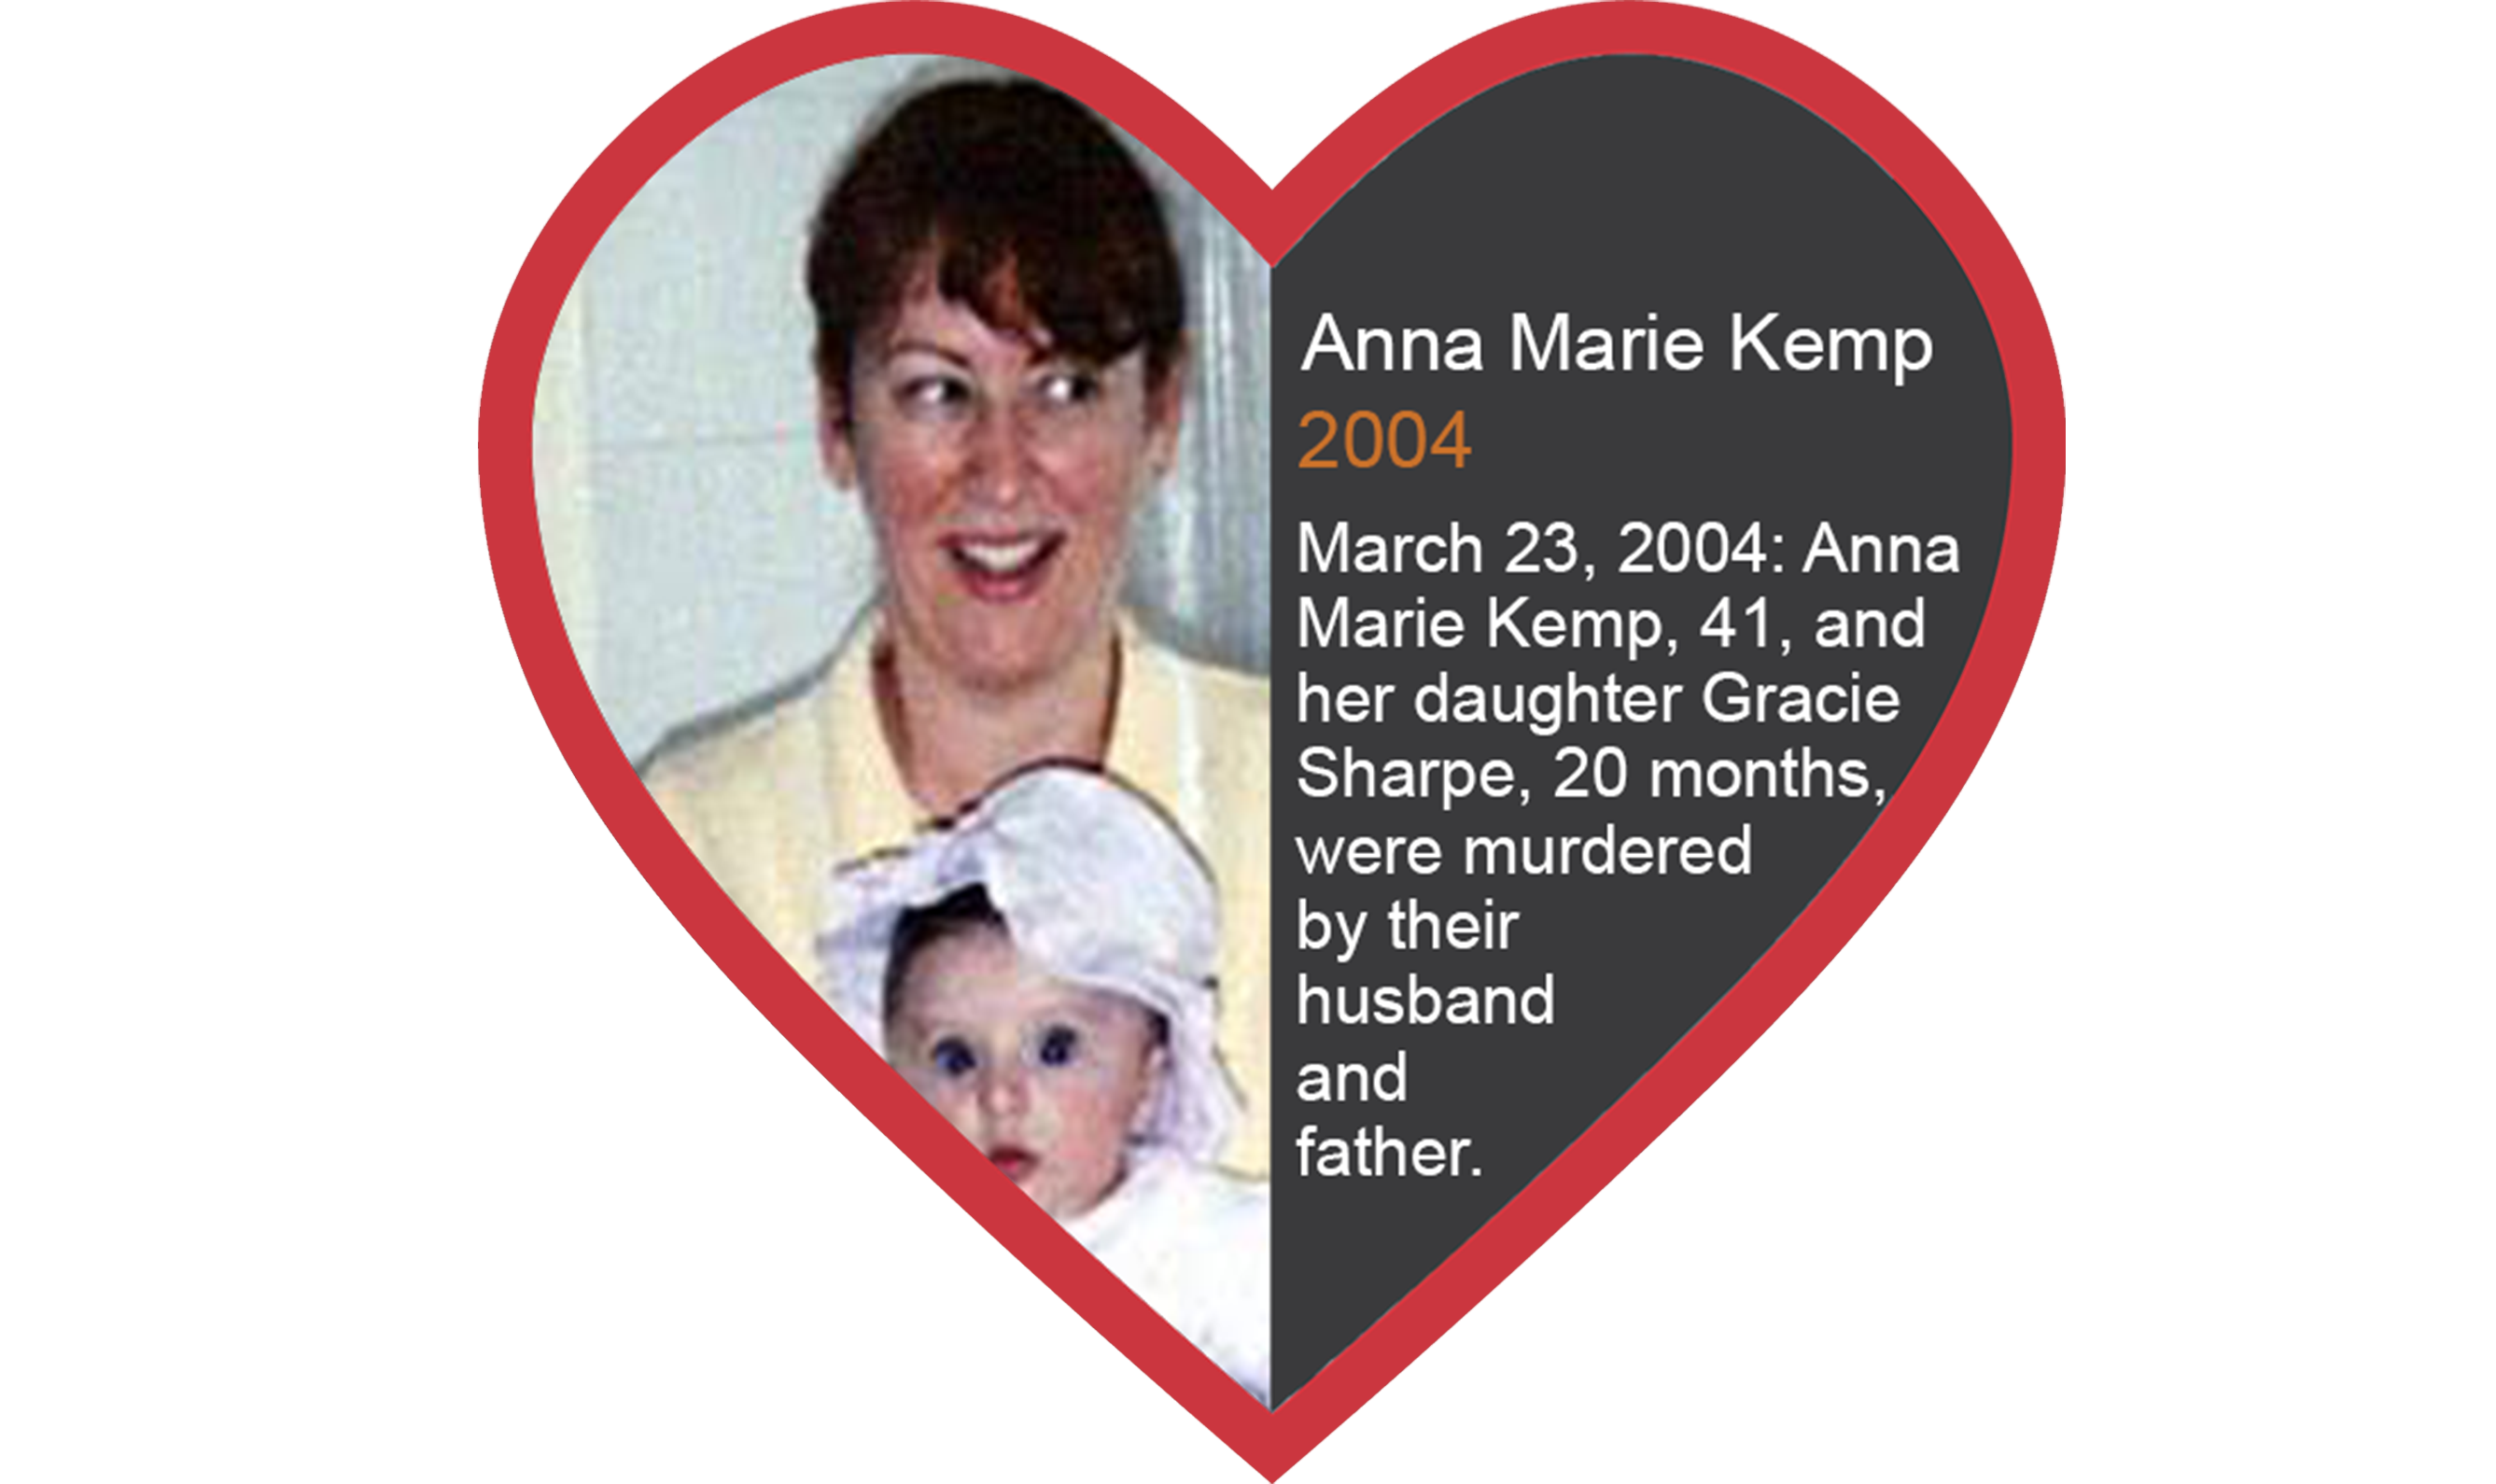 Anna Marie Kemp
2004
March 23, 2004: Anna
Marie Kemp, 41, and
her daughter Gracie
Sharpe, 20 months,
were murdered
by their
husband
and
father.